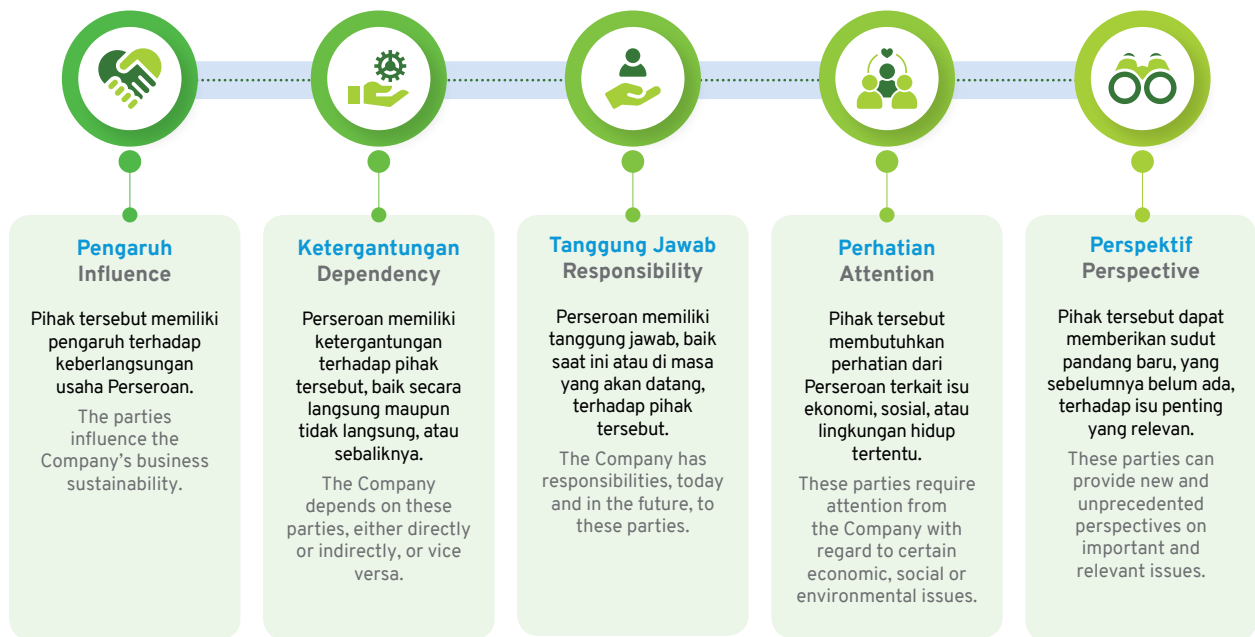 Pengaruh
Influence
Pihak tersebut memiliki
pengaruh terhadap
keberlangsungan
usaha Perseroan.
The parties
influence the
Company's business
sustainability.
Ketergantungan
Dependency
Perseroan memiliki
ketergantungan
terhadap pihak
tersebut, baik secara
langsung maupun
tidak langsung, atau
sebaliknya.
The Company
depends on these
parties, either directly
or indirectly, or vice
versa.
Tanggung Jawab
Responsibility
Perseroan memiliki
tanggung jawab, baik
saat ini atau di masa
yang akan datang,
terhadap pihak
tersebut.
The Company has
responsibilities, today
and in the future, to
these parties.
Perhatian
Attention
Pihak tersebut
membutuhkan
perhatian dari
Perseroan terkait isu
ekonomi, sosial, atau
lingkungan hidup
tertentu.
These parties require
attention from
the Company with
regard to certain
economic, social or
environmental issues.
Perspektif
Perspective
Pihak tersebut dapat
memberikan sudut
pandang baru, yang
sebelumnya belum ada,
terhadap isu penting
yang relevan.
These parties can
provide new and
unprecedented
perspectives on
important and
relevant issues.